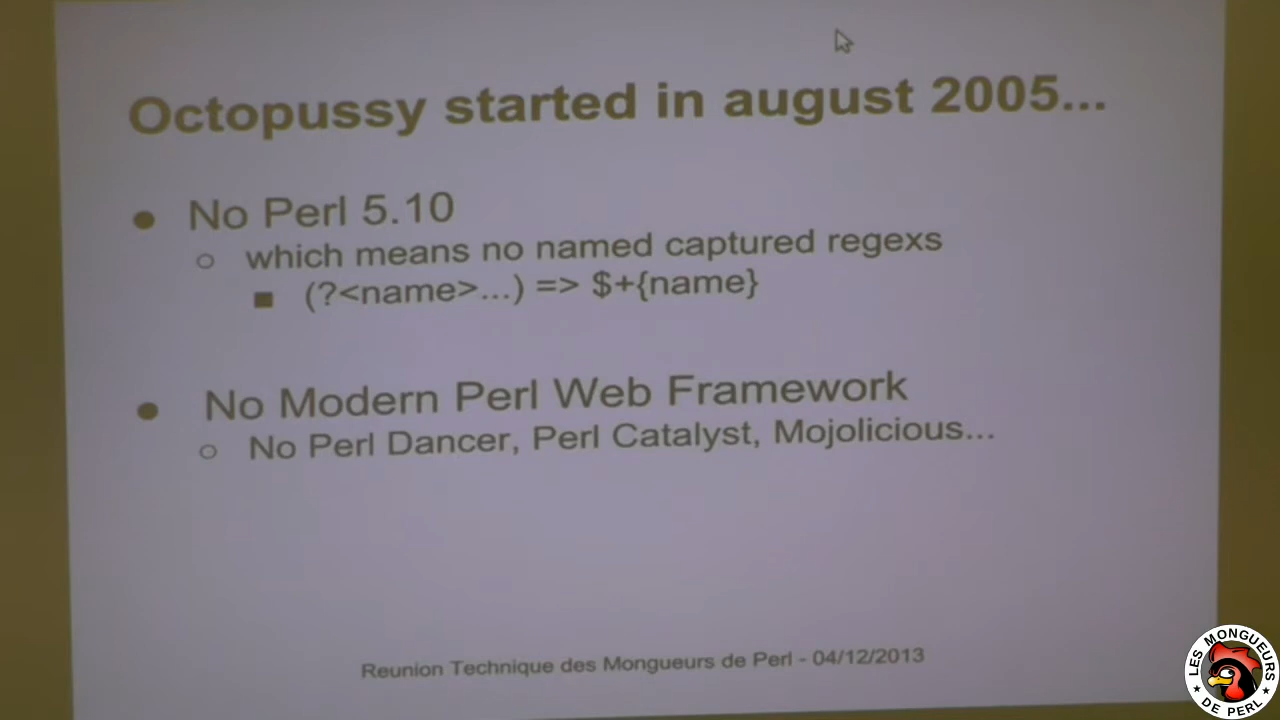 Octopussy started in august 2005...
● No Perl 5.10
○ which means no named captured regexs
■ (?<name>...) => $+{name}
● No Modern Perl Web Framework
○ No Perl Dancer, Perl Catalyst, Mojolicious...
Reunion Technique des Mongueurs de Perl - 04/12/2013
LES MONGUEURS
★ DE PERL ★